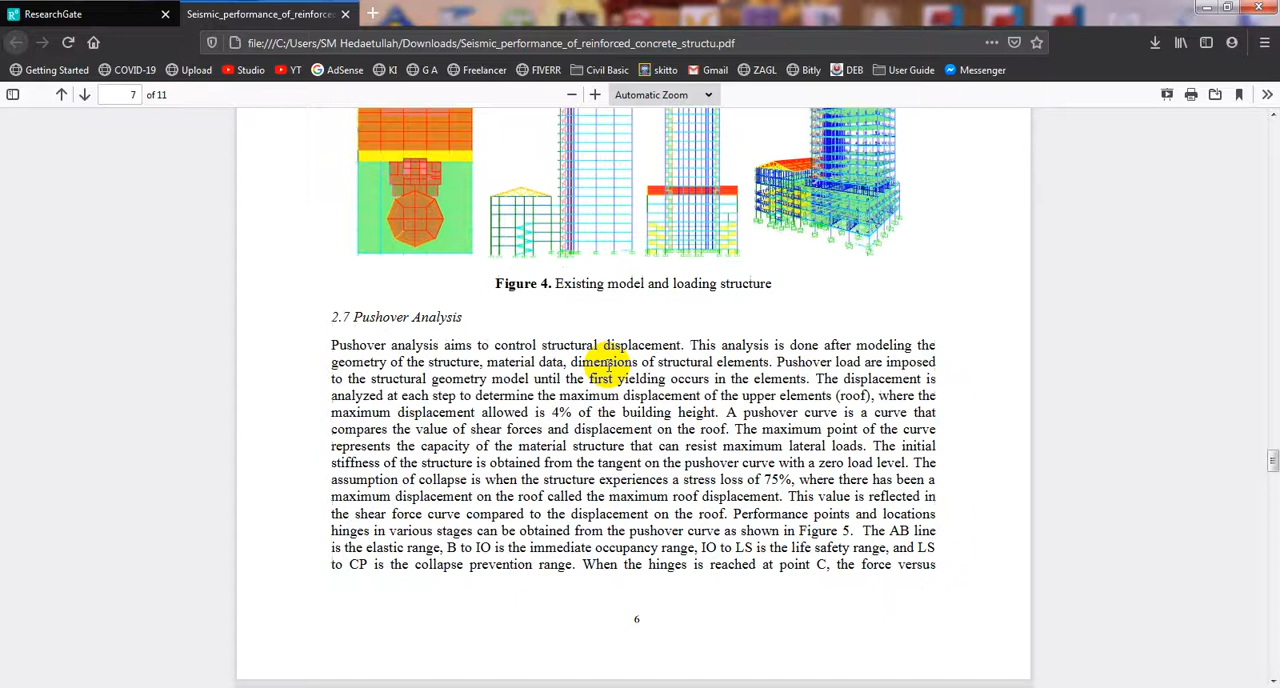 ResearchGate
Seismic_performance_of_reinforce
file:///C:/Users/SM Hedaetullah/Downloads/Seismic_performance_of_reinforced_concrete_structu.pdf
Getting Started COVID-19 Upload Studio YT AdSense KI G A Freelancer FIVERR Civil Basic skitto Gmail ZAGL Bitly DEB User Guide Messenger
7 of 11 Automatic Zoom
Figure 4. Existing model and loading structure
2.7 Pushover Analysis
Pushover analysis aims to control structural displacement. This analysis is done after modeling the
geometry of the structure, material data, dimensions of structural elements. Pushover load are imposed
to the structural geometry model until the first yielding occurs in the elements. The displacement is
analyzed at each step to determine the maximum displacement of the upper elements (roof), where the
maximum displacement allowed is 4% of the building height. A pushover curve is a curve that
compares the value of shear forces and displacement on the roof. The maximum point of the curve
represents the capacity of the material structure that can resist maximum lateral loads. The initial
stiffness of the structure is obtained from the tangent on the pushover curve with a zero load level. The
assumption of collapse is when the structure experiences a stress loss of 75%, where there has been a
maximum displacement on the roof called the maximum roof displacement. This value is reflected in
the shear force curve compared to the displacement on the roof. Performance points and locations
hinges in various stages can be obtained from the pushover curve as shown in Figure 5. The AB line
is the elastic range, B to IO is the immediate occupancy range, IO to LS is the life safety range, and LS
to CP is the collapse prevention range. When the hinges is reached at point C, the force versus
6